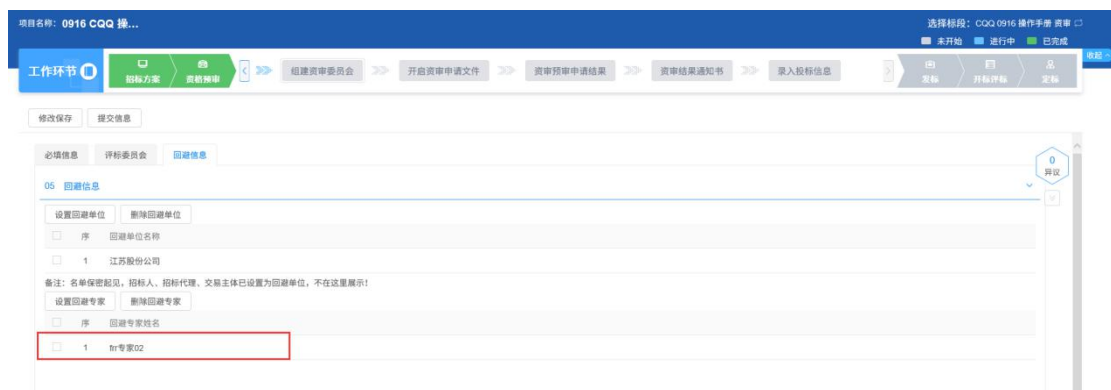 项目名称: 0916 CQQ 操...
选择标段: CQQ 0916 操作手册 资审
未开始 进行中 已完成
收起
工作环节
招标方案 资格预审 组建资审委员会 开启资审申请文件 资审预审申请结果 资审结果通知书 录入投标信息 发标 开标评标 定标
修改保存 提交信息
必填信息 评标委员会 回避信息
0
异议
05 回避信息
设置回避单位 删除回避单位
序 回避单位名称
1 江苏股份公司
备注: 名单保密起见, 招标人、招标代理、交易主体已设置为回避单位, 不在这里展示!
设置回避专家 删除回避专家
序 回避专家姓名
1 frr专家02